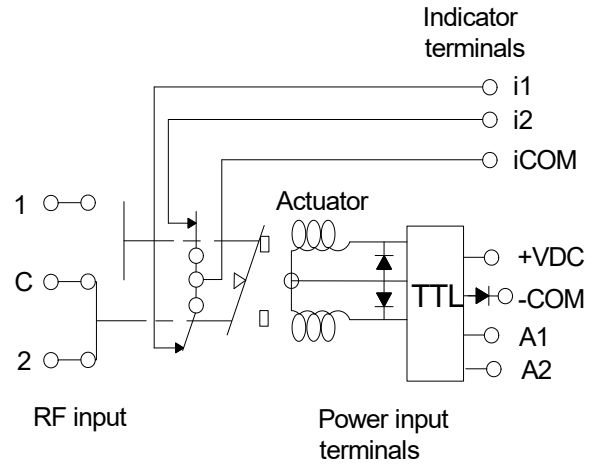 Indicator
terminals
i1
i2
iCOM
1
Actuator
C
+VDC
TTL
-COM
A1
2
A2
RF input
Power input
terminals